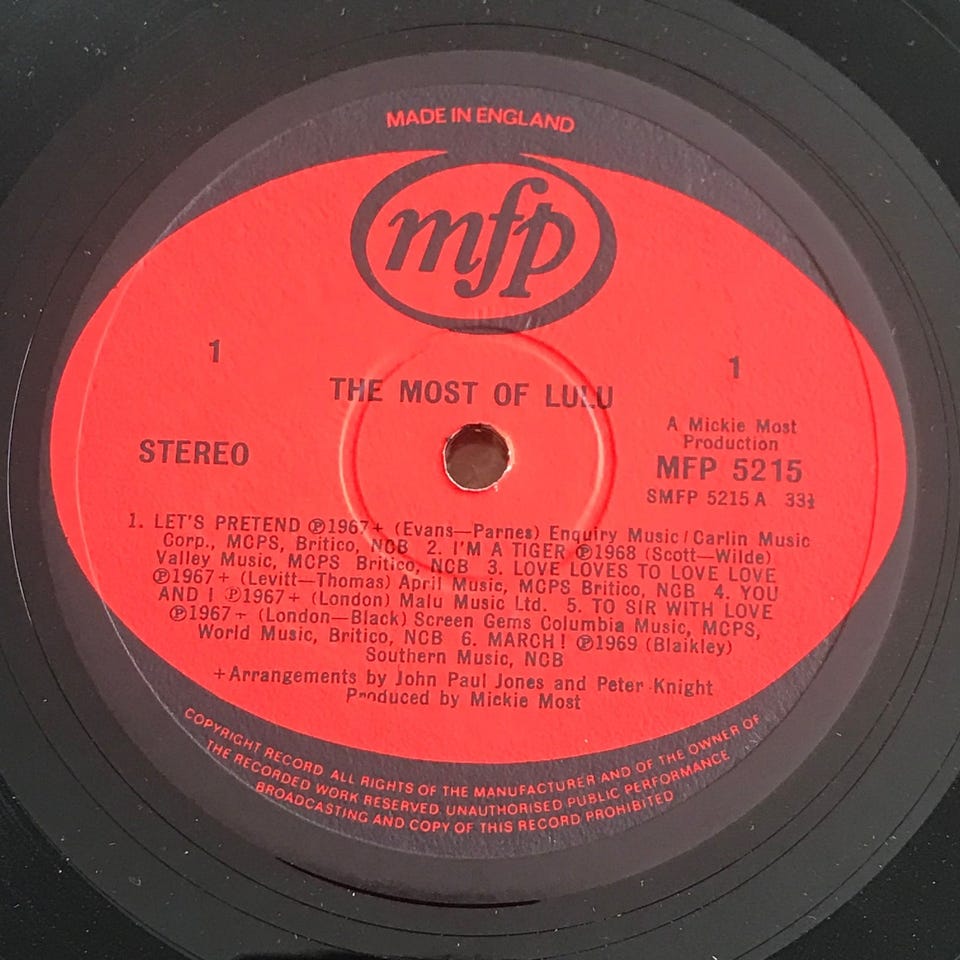 MADE IN ENGLAND
mfp
1
1
THE MOST OF LULU
A Mickie Most
Production
STEREO
MFP 5215
SMFP 5215 A 33⅓
1. LET'S PRETEND ℗1967+ (Evans—Parnes) Enquiry Music / Carlin Music
Corp., MCPS, Britico, NCB 2. I'M A TIGER ℗1968 (Scott—Wilde)
Valley Music, MCPS Britico, NCB 3. LOVE LOVES TO LOVE LOVE
℗1967+ (Levitt—Thomas) April Music, MCPS Britico, NCB 4. YOU
AND I ℗1967+ (London) Malu Music Ltd. 5. TO SIR WITH LOVE
℗1967+ (London—Black) Screen Gems Columbia Music, MCPS,
World Music, Britico, NCB 6. MARCH! ℗1969 (Blaikley)
Southern Music, NCB
+Arrangements by John Paul Jones and Peter Knight
Produced by Mickie Most
COPYRIGHT RECORD ALL RIGHTS OF THE MANUFACTURER AND OF THE OWNER OF
THE RECORDED WORK RESERVED UNAUTHORISED PUBLIC PERFORMANCE
BROADCASTING AND COPY OF THIS RECORD PROHIBITED